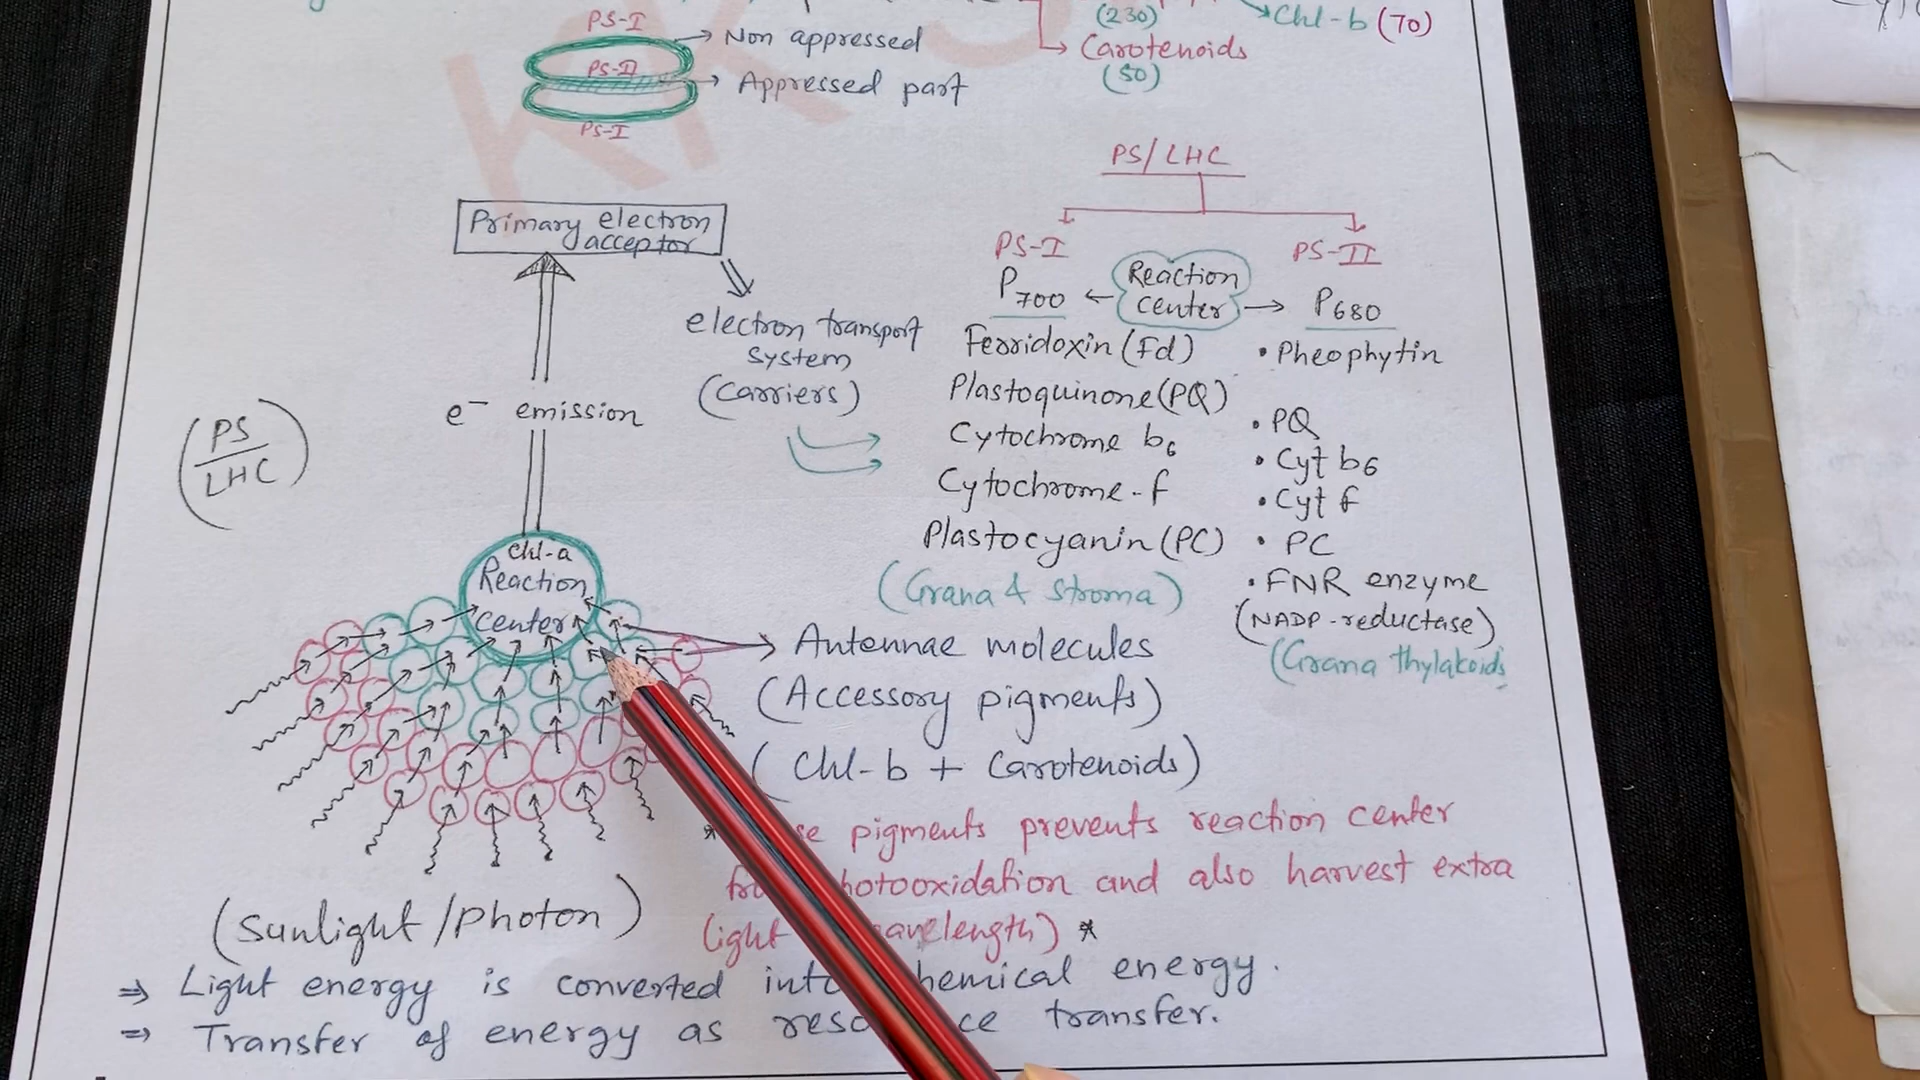 PS-I
Non appressed
PS-II
Appressed part
PS-I
(230)
Chl-b (70)
Carotenoids
(50)
PS/LHC
PS-I
PS-II
Reaction
center
P700
P680
Primary electron
acceptor
electron transport
system
(carriers)
e⁻ emission
(PS
LHC)
Ferridoxin (Fd)
Plastoquinone (PQ)
Cytochrome b6
Cytochrome-f
Plastocyanin (PC)
(Grana & stroma)
• Pheophytin
• PQ
• Cyt b6
• Cyt f
• PC
• FNR enzyme
(NADP-reductase)
(Grana thylakoids
Chl-a
Reaction
center
Antennae molecules
(Accessory pigments)
(Chl-b + Carotenoids)
* pigments prevents reaction center
and also harvest extra
(light wavelength) *
(Sunlight/photon)
⇒ Light energy is converted into chemical energy.
⇒ Transfer of energy as transfer.